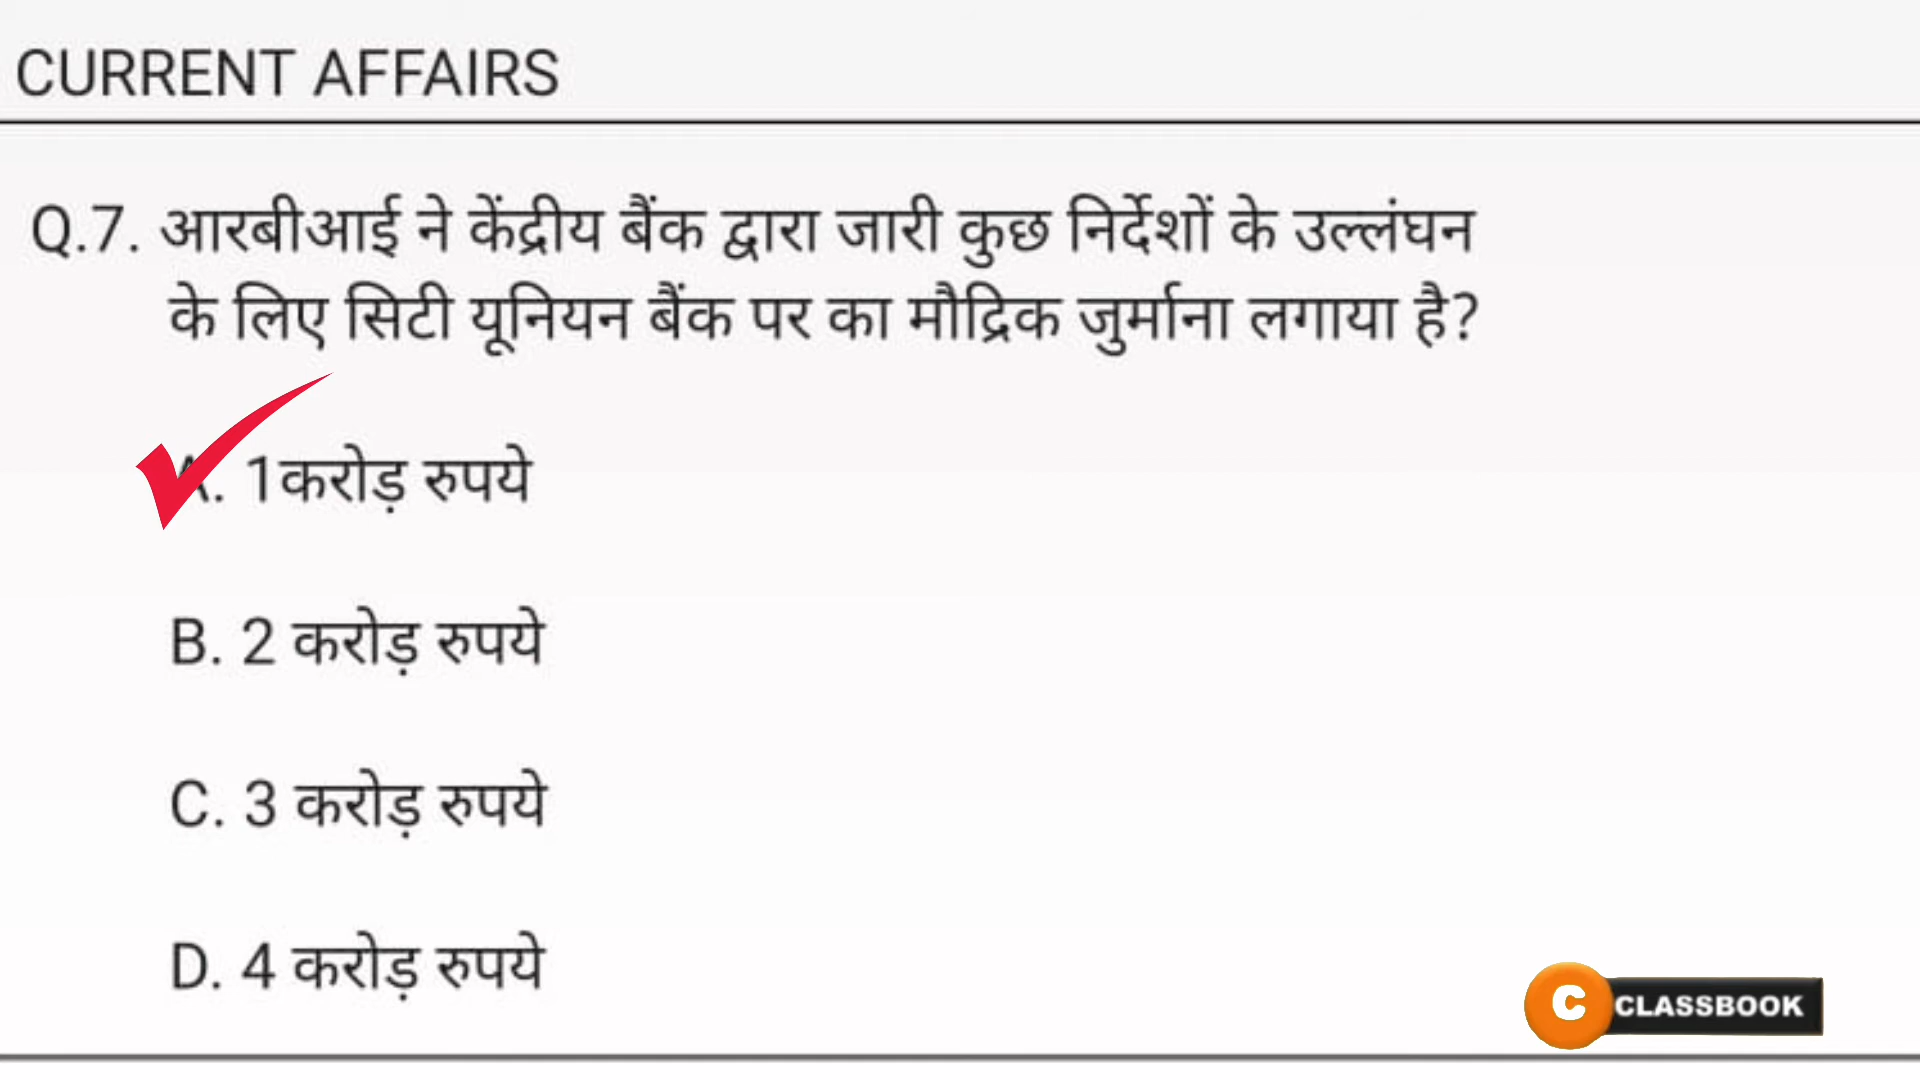 CURRENT AFFAIRS
Q.7. आरबीआई ने केंद्रीय बैंक द्वारा जारी कुछ निर्देशों के उल्लंघन
के लिए सिटी यूनियन बैंक पर का मौद्रिक जुर्माना लगाया है?
A. 1करोड़ रुपये
B. 2 करोड़ रुपये
C. 3 करोड़ रुपये
D. 4 करोड़ रुपये
C CLASSBOOK